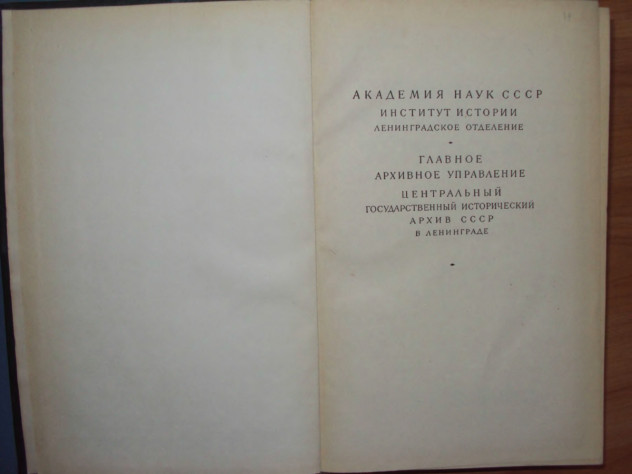 АКАДЕМИЯ НАУК СССР
ИНСТИТУТ ИСТОРИИ
ЛЕНИНГРАДСКОЕ ОТДЕЛЕНИЕ
ГЛАВНОЕ
АРХИВНОЕ УПРАВЛЕНИЕ
ЦЕНТРАЛЬНЫЙ
ГОСУДАРСТВЕННЫЙ ИСТОРИЧЕСКИЙ
АРХИВ СССР
В ЛЕНИНГРАДЕ